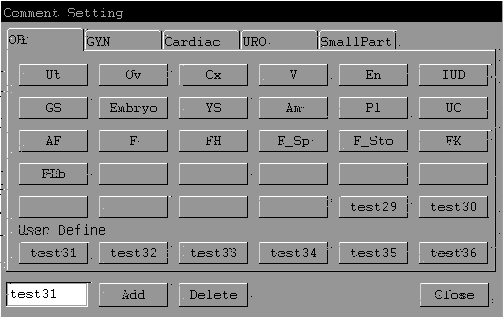 Comment Setting
OB GYN Cardiac URO. SmallPart
Ut Ov Cx V En IUD
GS Embryo YS Am Pl UC
AF F FH F_Sp F_Sto FK
FLb
test29 test30
User Define
test31 test32 test33 test34 test35 test36
test31 Add Delete Close